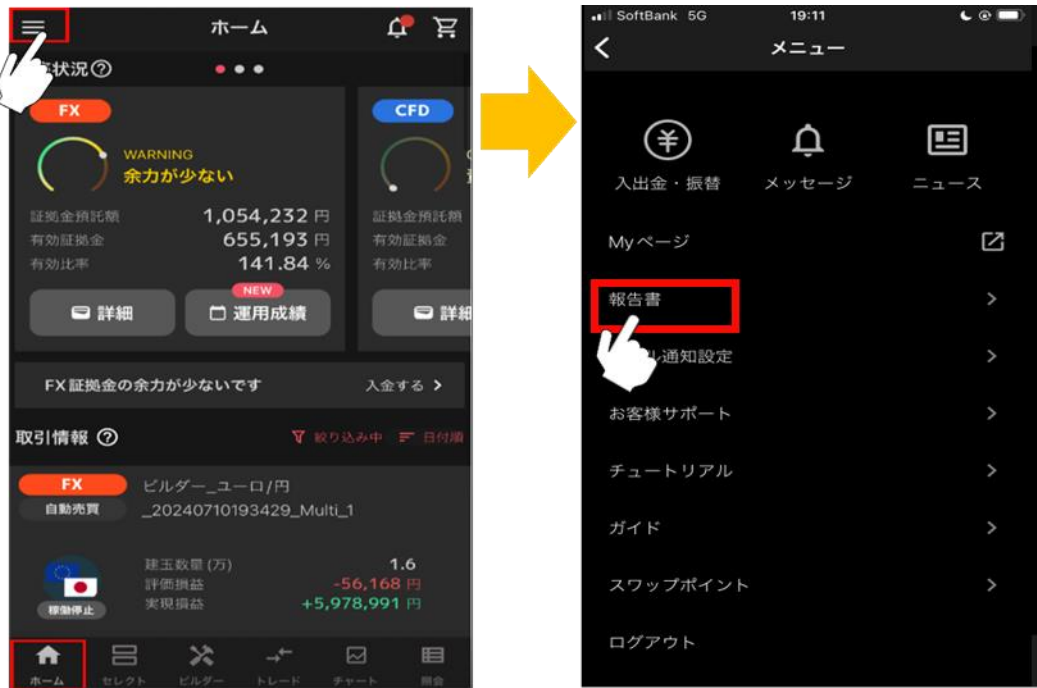 ホーム
座状況?
FX
WARNING
余力が少ない
証拠金預託額 1,054,232 円
有効証拠金 655,193 円
有効比率 141.84 %
NEW
詳細 運用成績
CFD
証拠金預託額
有効証拠金
有効比率
詳細
FX証拠金の余力が少ないです 入金する >
取引情報 ?
絞り込み中 日付順
FX
自動売買
ビルダー_ユーロ/円
_20240710193429_Multi_1
建玉数量(万) 1.6
評価損益 -56,168 円
実現損益 +5,978,991 円
稼働停止
ホーム セレクト ビルダー トレード チャート 照会
SoftBank 5G 19:11
メニュー
入出金・振替 メッセージ ニュース
Myページ
報告書 >
ル通知設定 >
お客様サポート >
チュートリアル >
ガイド >
スワップポイント >
ログアウト